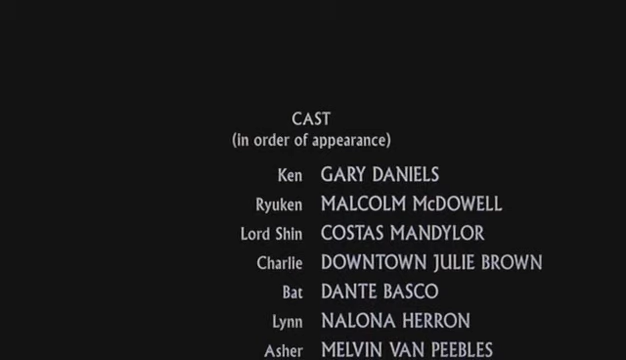 CAST
(in order of appearance)
Ken GARY DANIELS
Ryuken MALCOLM McDOWELL
Lord Shin COSTAS MANDYLOR
Charlie DOWNTOWN JULIE BROWN
Bat DANTE BASCO
Lynn NALONA HERRON
Asher MELVIN VAN PEEBLES